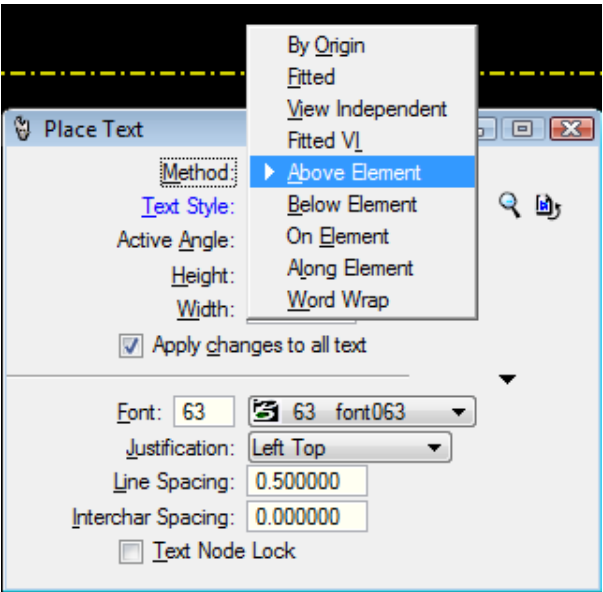 By Origin
Fitted
View Independent
Fitted VI
Above Element
Below Element
On Element
Along Element
Word Wrap
Place Text
Method:
Text Style:
Active Angle:
Height:
Width:
Apply changes to all text
Font: 63 63 font063
Justification: Left Top
Line Spacing: 0.500000
Interchar Spacing: 0.000000
Text Node Lock